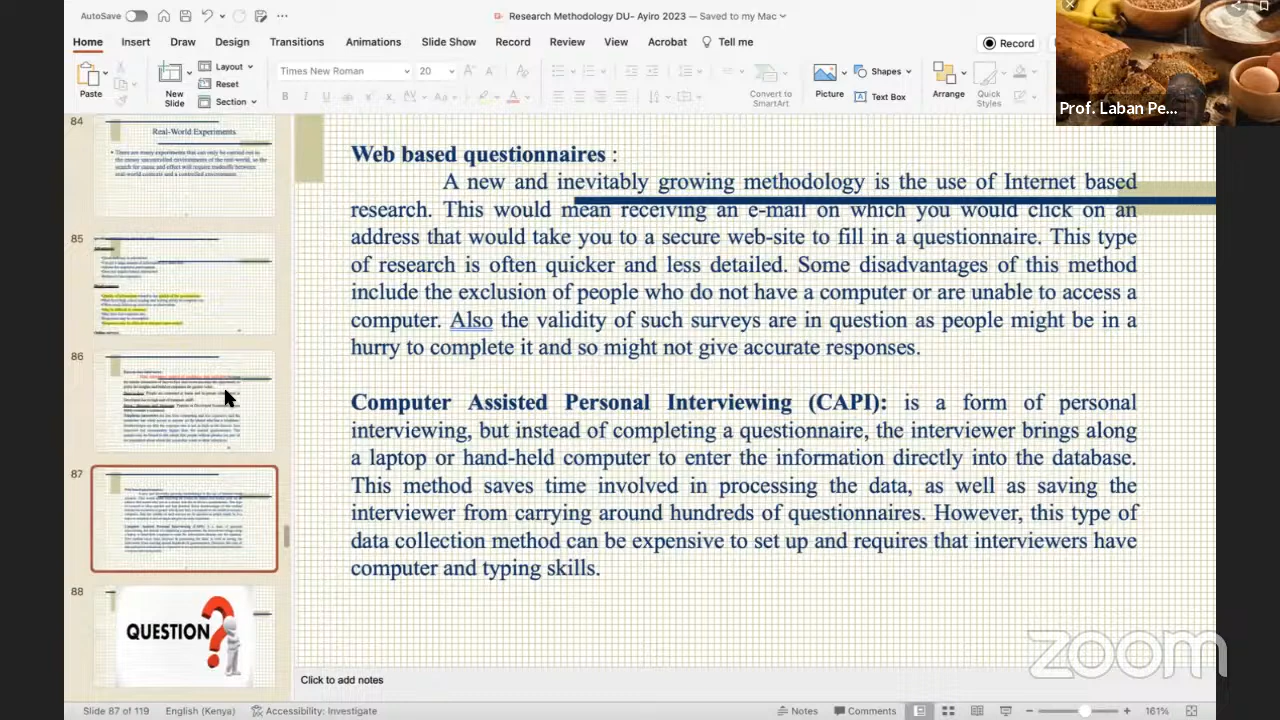 AutoSave
Research Methodology DU- Ayiro 2023 — Saved to my Mac
Home Insert Draw Design Transitions Animations Slide Show Record Review View Acrobat Tell me
Record
Paste
New
Slide
Layout
Reset
Section
Times New Roman 20
Convert to
SmartArt
Picture
Shapes
Text Box
Arrange
Quick
Styles
Prof. Laban Pe...
84
Real-World Experiments
85
86
87
88
QUESTION?
Web based questionnaires :
A new and inevitably growing methodology is the use of Internet based
research. This would mean receiving an e-mail on which you would click on an
address that would take you to a secure web-site to fill in a questionnaire. This type
of research is often quicker and less detailed. Some disadvantages of this method
include the exclusion of people who do not have a computer or are unable to access a
computer. Also the validity of such surveys are in question as people might be in a
hurry to complete it and so might not give accurate responses.
Computer Assisted Personal Interviewing (CAPI): is a form of personal
interviewing, but instead of completing a questionnaire, the interviewer brings along
a laptop or hand-held computer to enter the information directly into the database.
This method saves time involved in processing the data, as well as saving the
interviewer from carrying around hundreds of questionnaires. However, this type of
data collection method can be expensive to set up and requires that interviewers have
computer and typing skills.
zoom
Click to add notes
Slide 87 of 119 English (Kenya) Accessibility: Investigate Notes Comments 161%